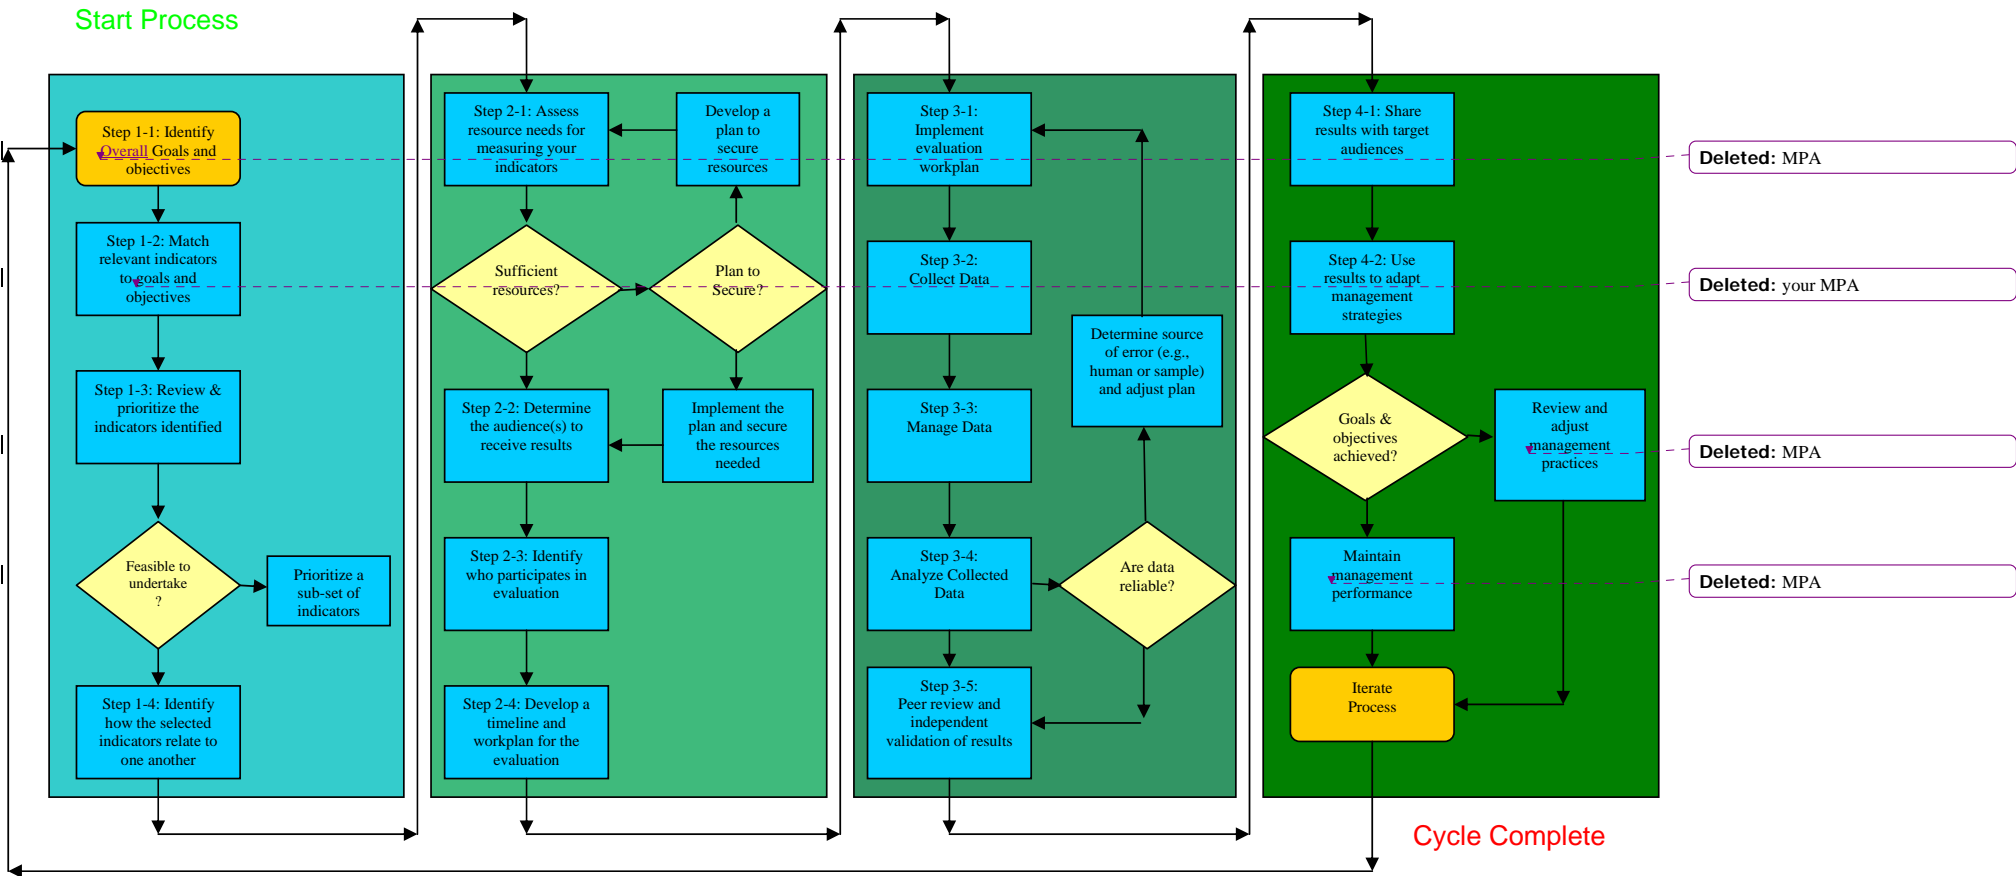 Start Process
Step 1-1: Identify
Overall Goals and
objectives
Step 1-2: Match
relevant indicators
to goals and
objectives
Step 1-3: Review &
prioritize the
indicators identified
Feasible to
undertake
?
Prioritize a
sub-set of
indicators
Step 1-4: Identify
how the selected
indicators relate to
one another
Step 2-1: Assess
resource needs for
measuring your
indicators
Develop a
plan to
secure
resources
Sufficient
resources?
Plan to
Secure?
Step 2-2: Determine
the audience(s) to
receive results
Implement the
plan and secure
the resources
needed
Step 2-3: Identify
who participates in
evaluation
Step 2-4: Develop a
timeline and
workplan for the
evaluation
Step 3-1:
Implement
evaluation
workplan
Step 3-2:
Collect Data
Determine source
of error (e.g.,
human or sample)
and adjust plan
Step 3-3:
Manage Data
Step 3-4:
Analyze Collected
Data
Are data
reliable?
Step 3-5:
Peer review and
independent
validation of results
Step 4-1: Share
results with target
audiences
Step 4-2: Use
results to adapt
management
strategies
Goals &
objectives
achieved?
Review and
adjust
management
practices
Maintain
management
performance
Iterate
Process
Cycle Complete
Deleted: MPA
Deleted: your MPA
Deleted: MPA
Deleted: MPA